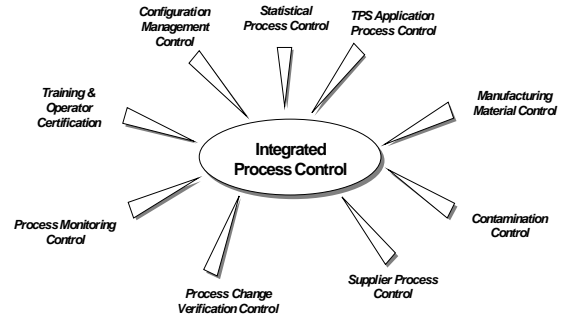 Configuration
Management
Control
Statistical
Process Control
TPS Application
Process Control
Training &
Operator
Certification
Manufacturing
Material Control
Integrated
Process Control
Process Monitoring
Control
Contamination
Control
Process Change
Verification Control
Supplier Process
Control